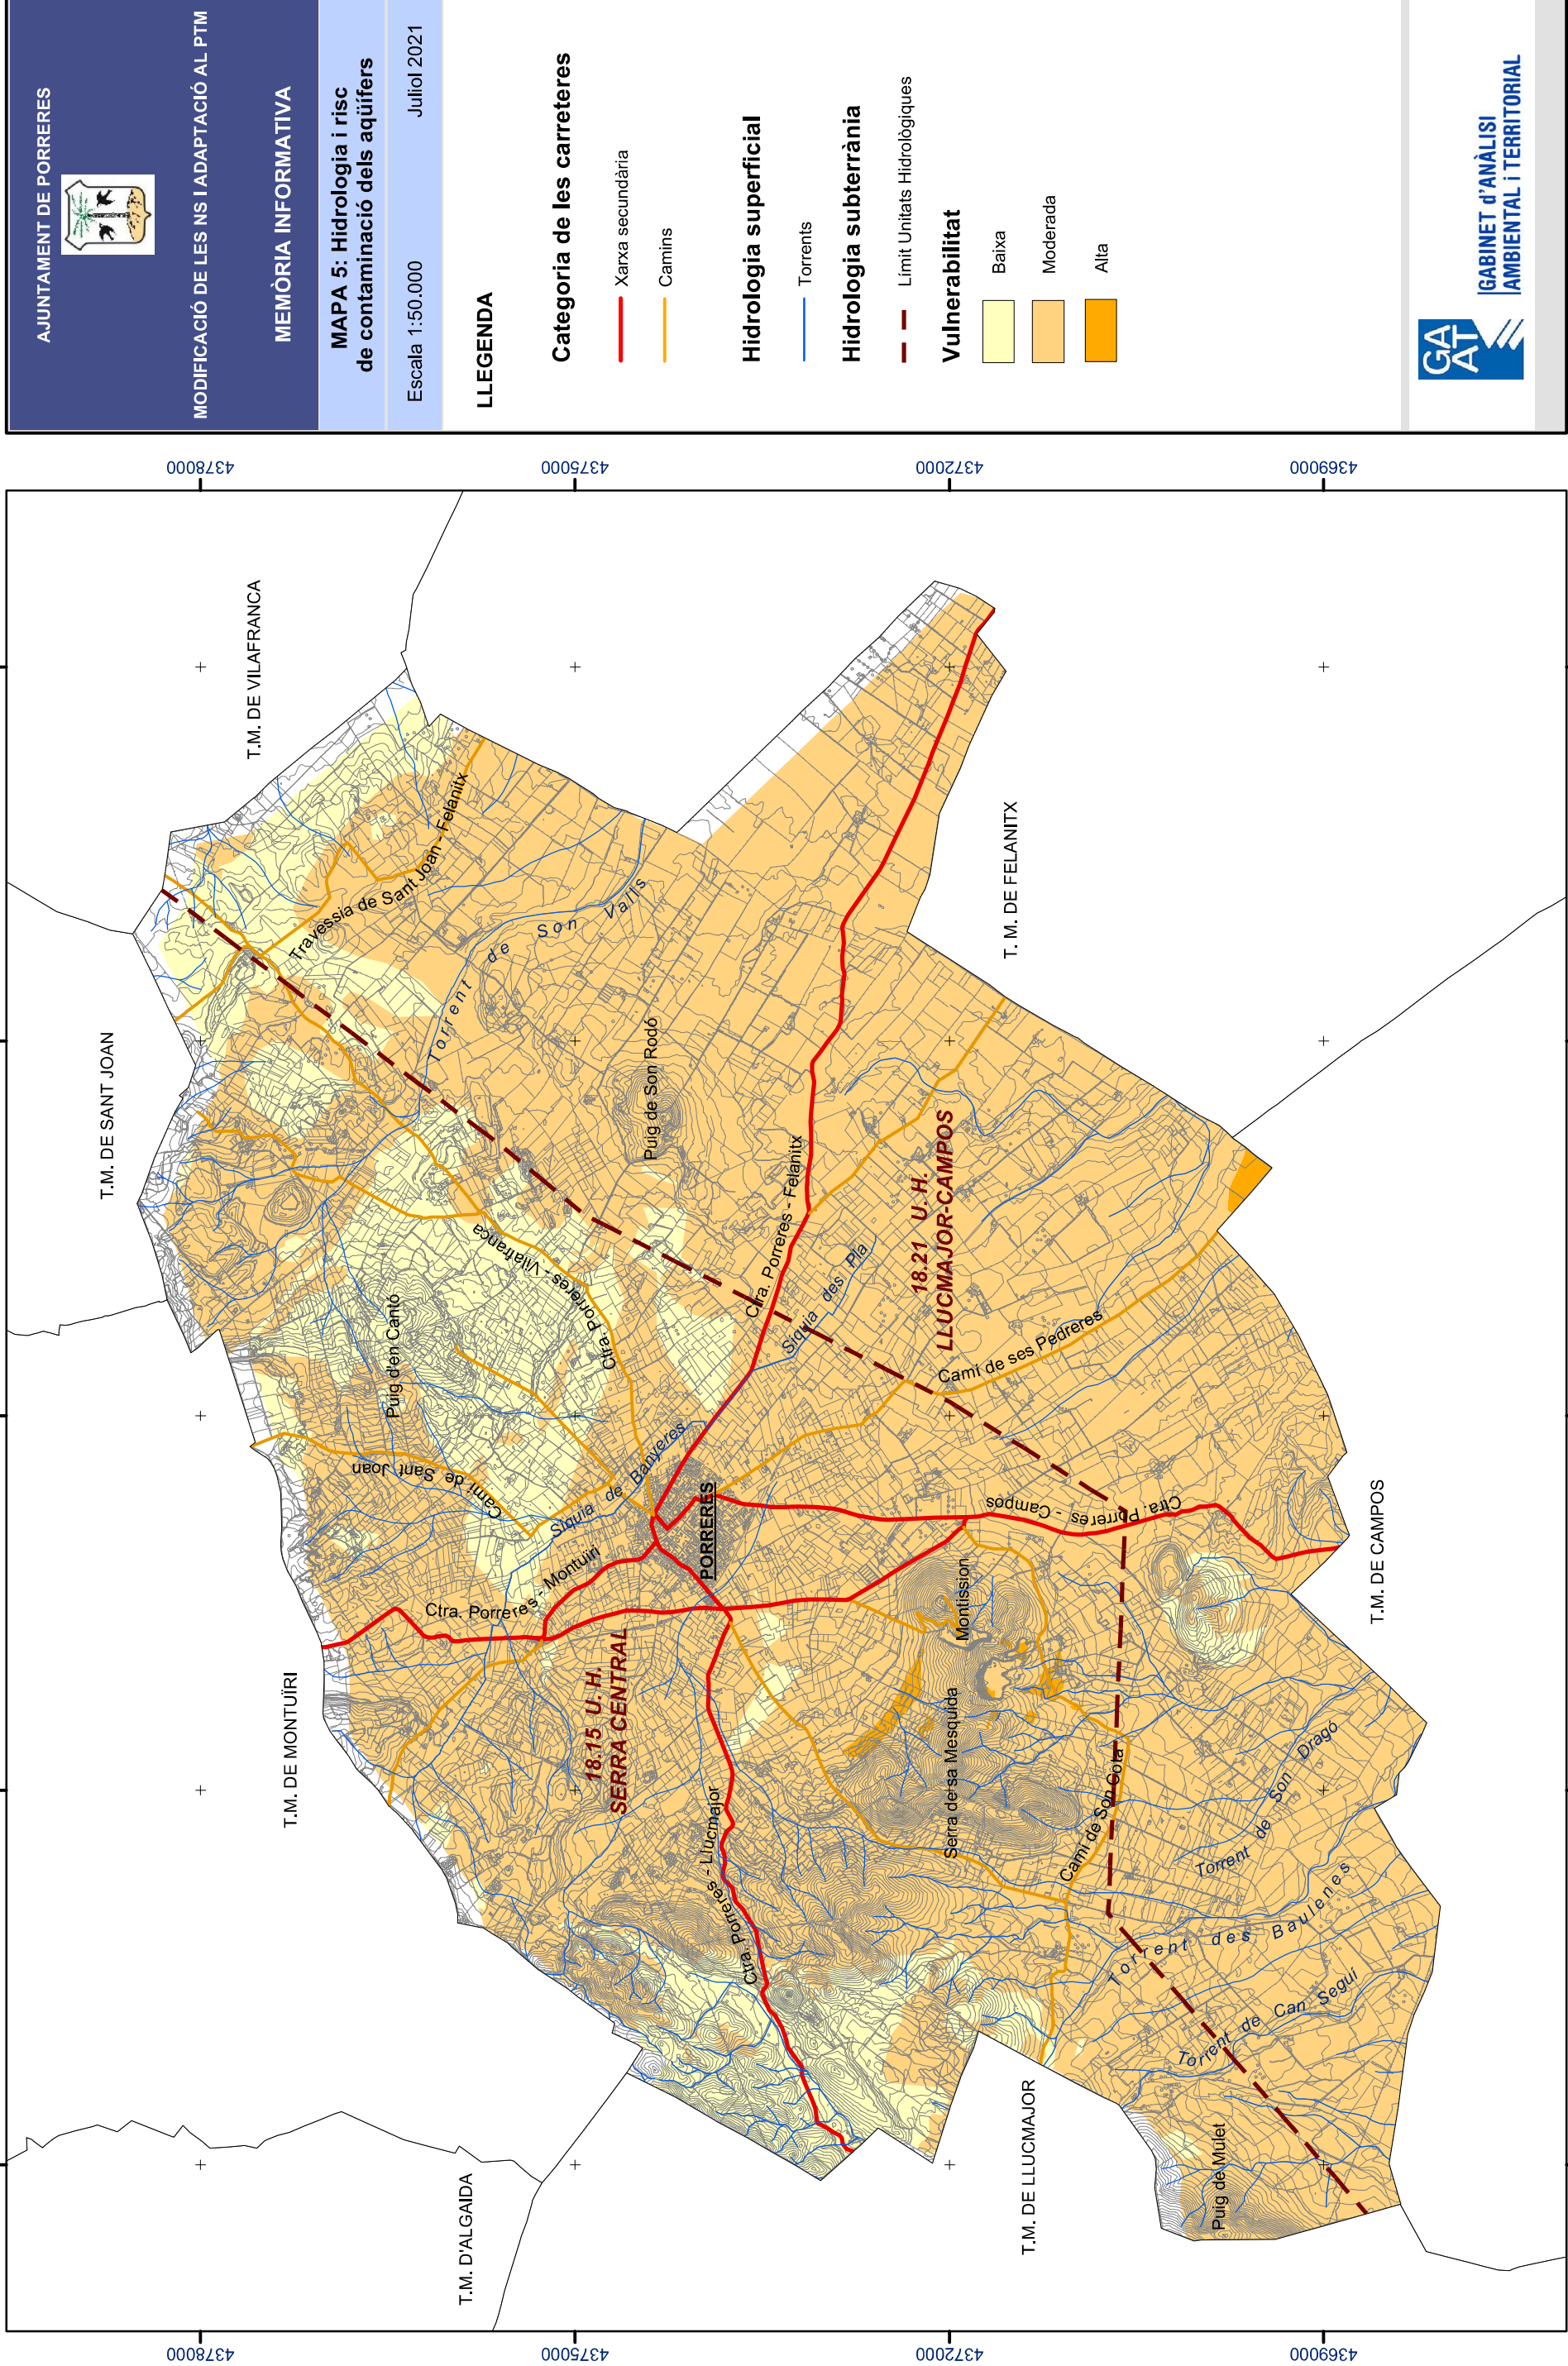 AJUNTAMENT DE PORRERES
MODIFICACIÓ DE LES NS I ADAPTACIÓ AL PTM
MEMÒRIA INFORMATIVA
MAPA 5: Hidrologia i risc
de contaminació dels aqüífers
Escala 1:50.000
Juliol 2021
LLEGENDA
Categoria de les carreteres
Xarxa secundària
Camins
Hidrologia superficial
Torrents
Hidrologia subterrània
Límit Unitats Hidrològiques
Vulnerabilitat
Baixa
Moderada
Alta
GA
AT
GABINET d'ANÀLISI
AMBIENTAL i TERRITORIAL
4378000
4375000
4372000
4369000
T.M. DE VILAFRANCA
T.M. DE SANT JOAN
T.M. DE MONTUÏRI
T.M. D'ALGAIDA
T.M. DE LLUCMAJOR
T.M. DE CAMPOS
T. M. DE FELANITX
Travessia de Sant Joan - Felanitx
Torrent de Son Valls
Puig de Son Rodó
Ctra. Porreres - Felanitx
Ctra. Porreres - Vilafranca
Puig d'en Cantó
Camí de Sant Joan
Síquia de Banyeres
Síquia des Pla
18.21 U. H.
LLUCMAJOR-CAMPOS
Camí de ses Pedreres
PORRERES
Ctra. Porreres - Montuïri
Ctra. Porreres - Campos
Montission
18.15 U. H.
SERRA CENTRAL
Serra de sa Mesquida
Ctra. Porreres - Llucmajor
Camí de Son Cota
Torrent de Son Dragó
Torrent des Baulenes
Torrent de Can Seguí
Puig de Mulet
4378000
4375000
4372000
4369000